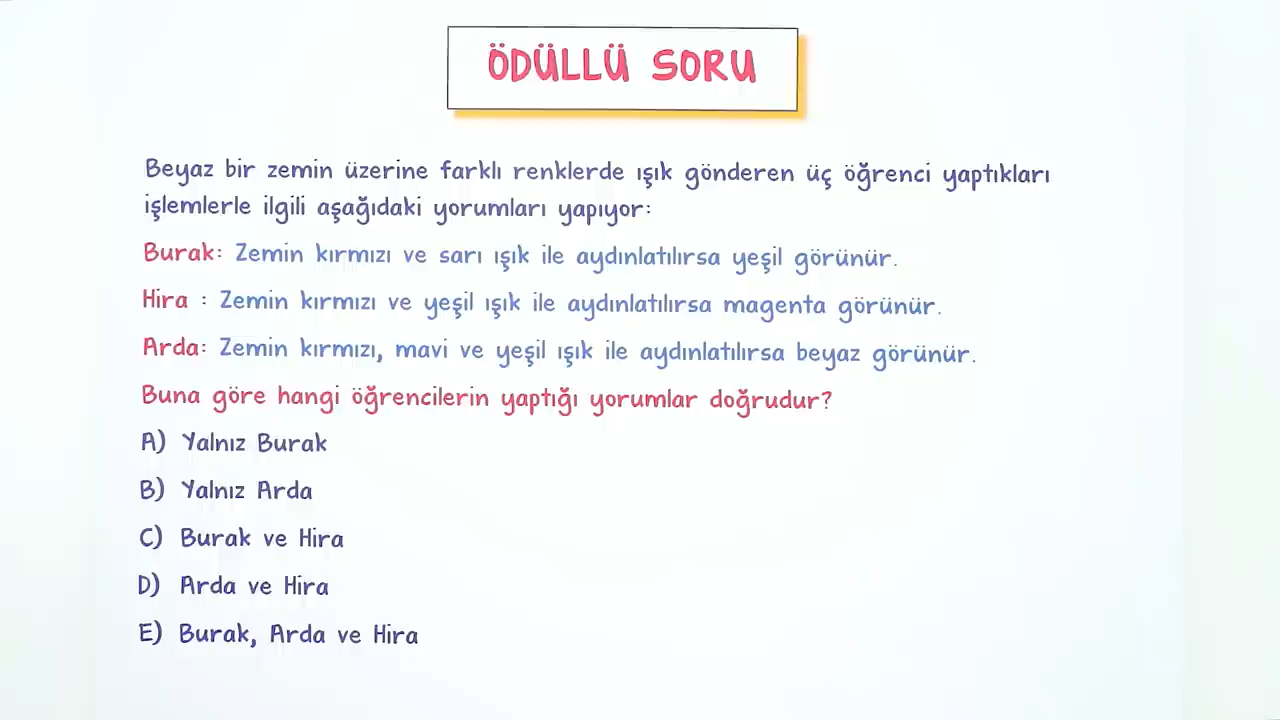 ÖDÜLLÜ SORU
Beyaz bir zemin üzerine farklı renklerde ışık gönderen üç öğrenci yaptıkları
işlemlerle ilgili aşağıdaki yorumları yapıyor:
Burak: Zemin kırmızı ve sarı ışık ile aydınlatılırsa yeşil görünür.
Hira : Zemin kırmızı ve yeşil ışık ile aydınlatılırsa magenta görünür.
Arda: Zemin kırmızı, mavi ve yeşil ışık ile aydınlatılırsa beyaz görünür.
Buna göre hangi öğrencilerin yaptığı yorumlar doğrudur?
A) Yalnız Burak
B) Yalnız Arda
C) Burak ve Hira
D) Arda ve Hira
E) Burak, Arda ve Hira